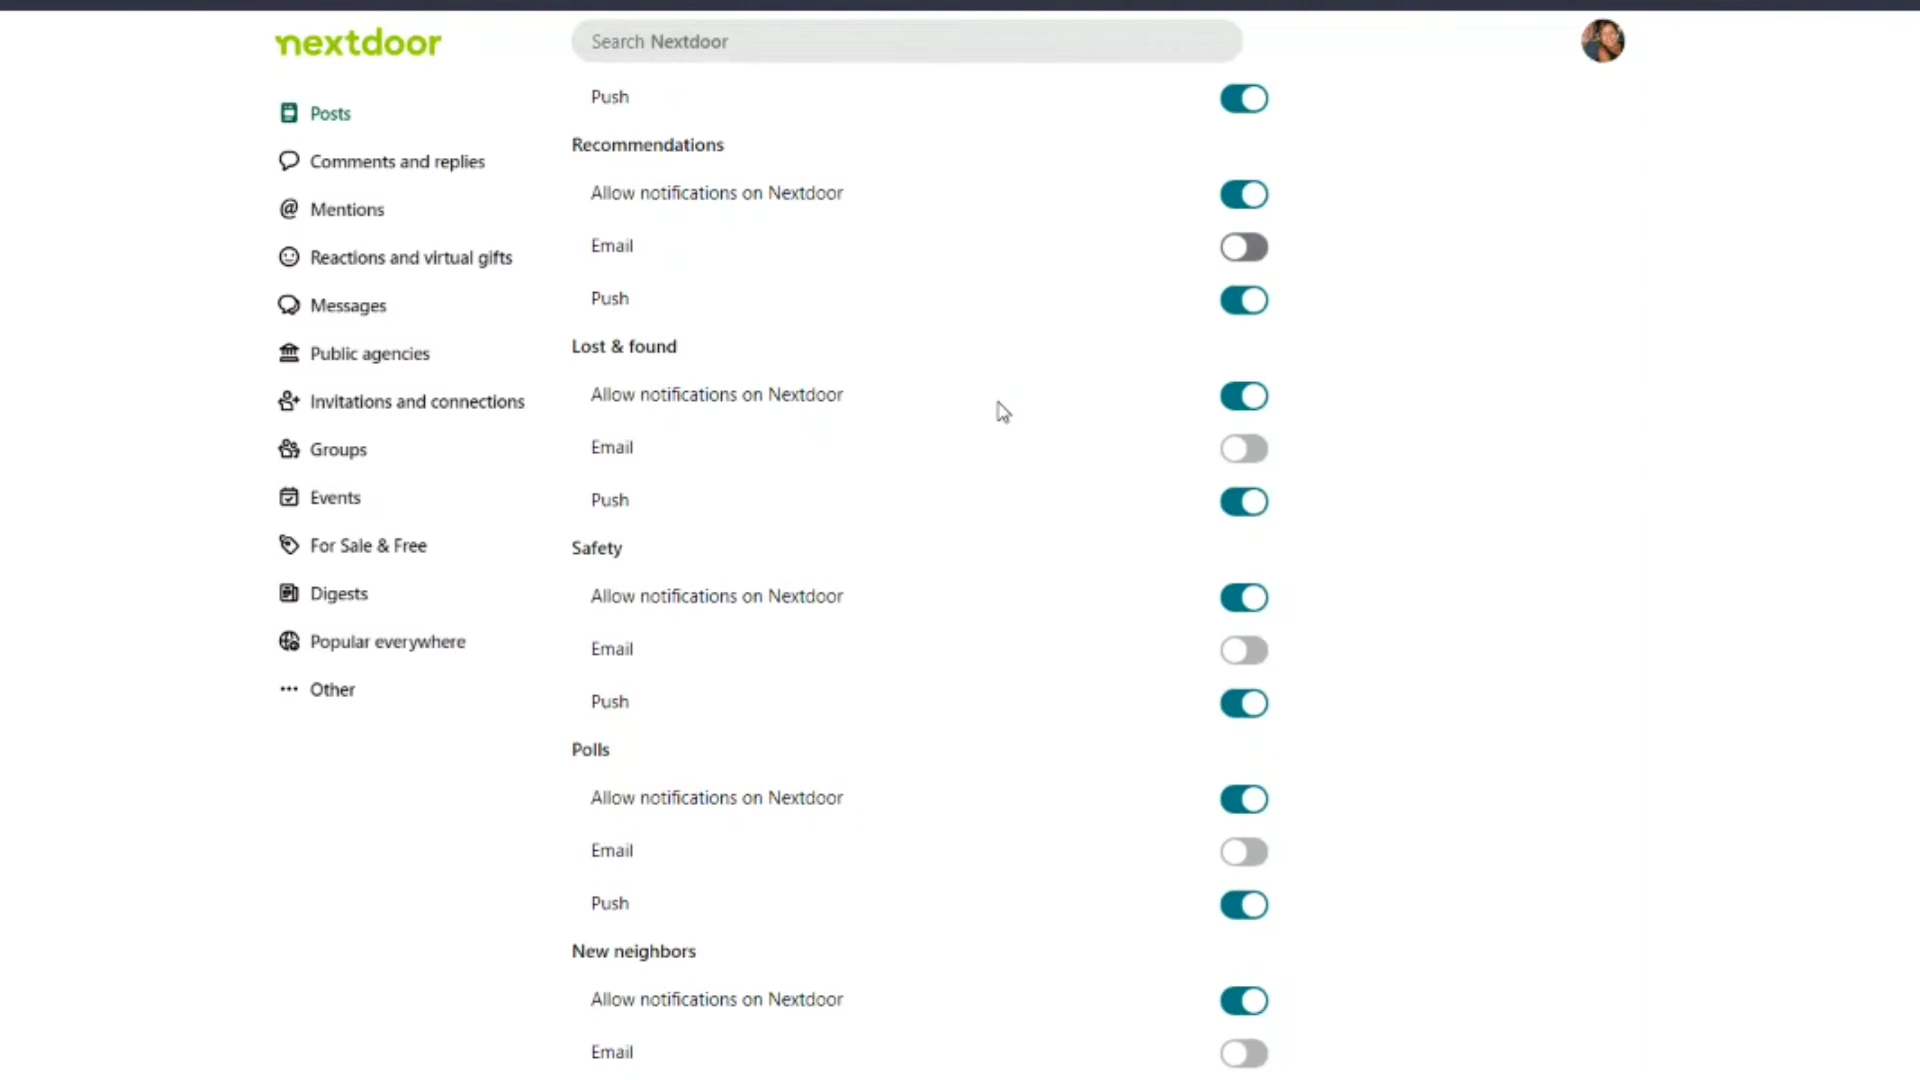 nextdoor
Search Nextdoor
Posts
Comments and replies
Mentions
Reactions and virtual gifts
Messages
Public agencies
Invitations and connections
Groups
Events
For Sale & Free
Digests
Popular everywhere
Other
Push
Recommendations
Allow notifications on Nextdoor
Email
Push
Lost & found
Allow notifications on Nextdoor
Email
Push
Safety
Allow notifications on Nextdoor
Email
Push
Polls
Allow notifications on Nextdoor
Email
Push
New neighbors
Allow notifications on Nextdoor
Email